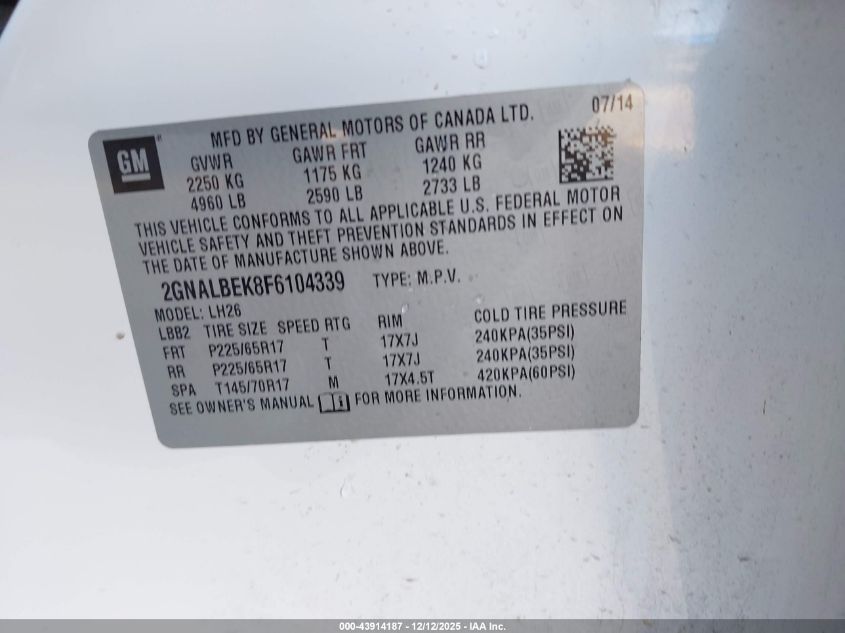 GM
MFD BY GENERAL MOTORS OF CANADA LTD. 07/14
GVWR GAWR FRT GAWR RR
2250 KG 1175 KG 1240 KG
4960 LB 2590 LB 2733 LB
THIS VEHICLE CONFORMS TO ALL APPLICABLE U.S. FEDERAL MOTOR
VEHICLE SAFETY AND THEFT PREVENTION STANDARDS IN EFFECT ON
THE DATE OF MANUFACTURE SHOWN ABOVE.
2GNALBEK8F6104339 TYPE: M.P.V.
MODEL: LH26
LBB2 TIRE SIZE SPEED RTG RIM COLD TIRE PRESSURE
FRT P225/65R17 T 17X7J 240KPA(35PSI)
RR P225/65R17 T 17X7J 240KPA(35PSI)
SPA T145/70R17 M 17X4.5T 420KPA(60PSI)
SEE OWNER'S MANUAL FOR MORE INFORMATION.
000-43914187 - 12/12/2025 - IAA Inc.